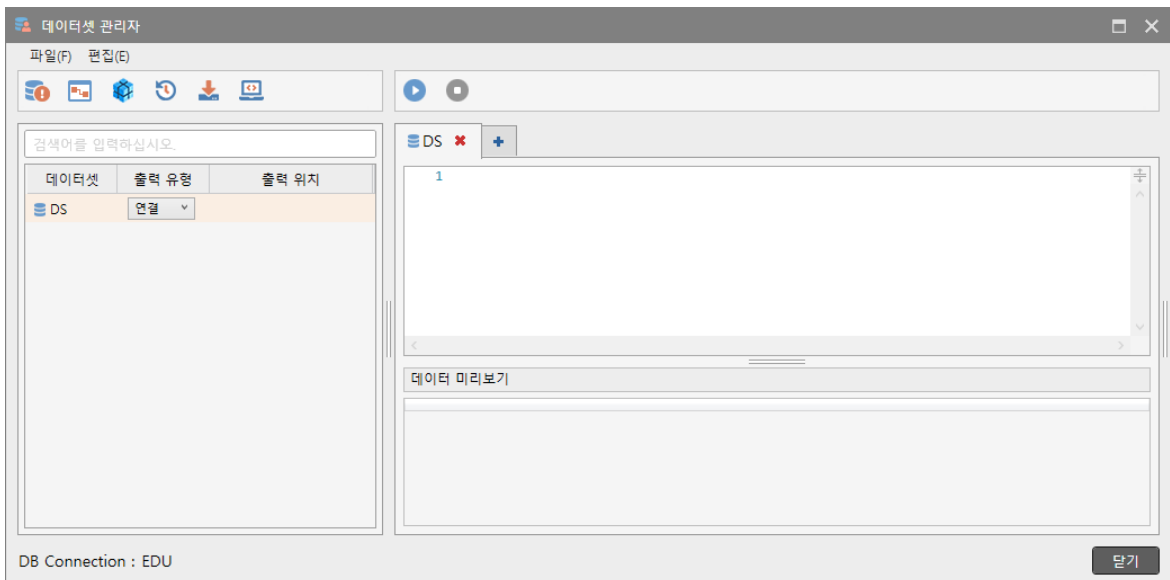 데이터셋 관리자
파일(F) 편집(E)
검색어를 입력하십시오.
데이터셋 출력 유형 출력 위치
DS 연결
DS
1
데이터 미리보기
DB Connection : EDU
닫기